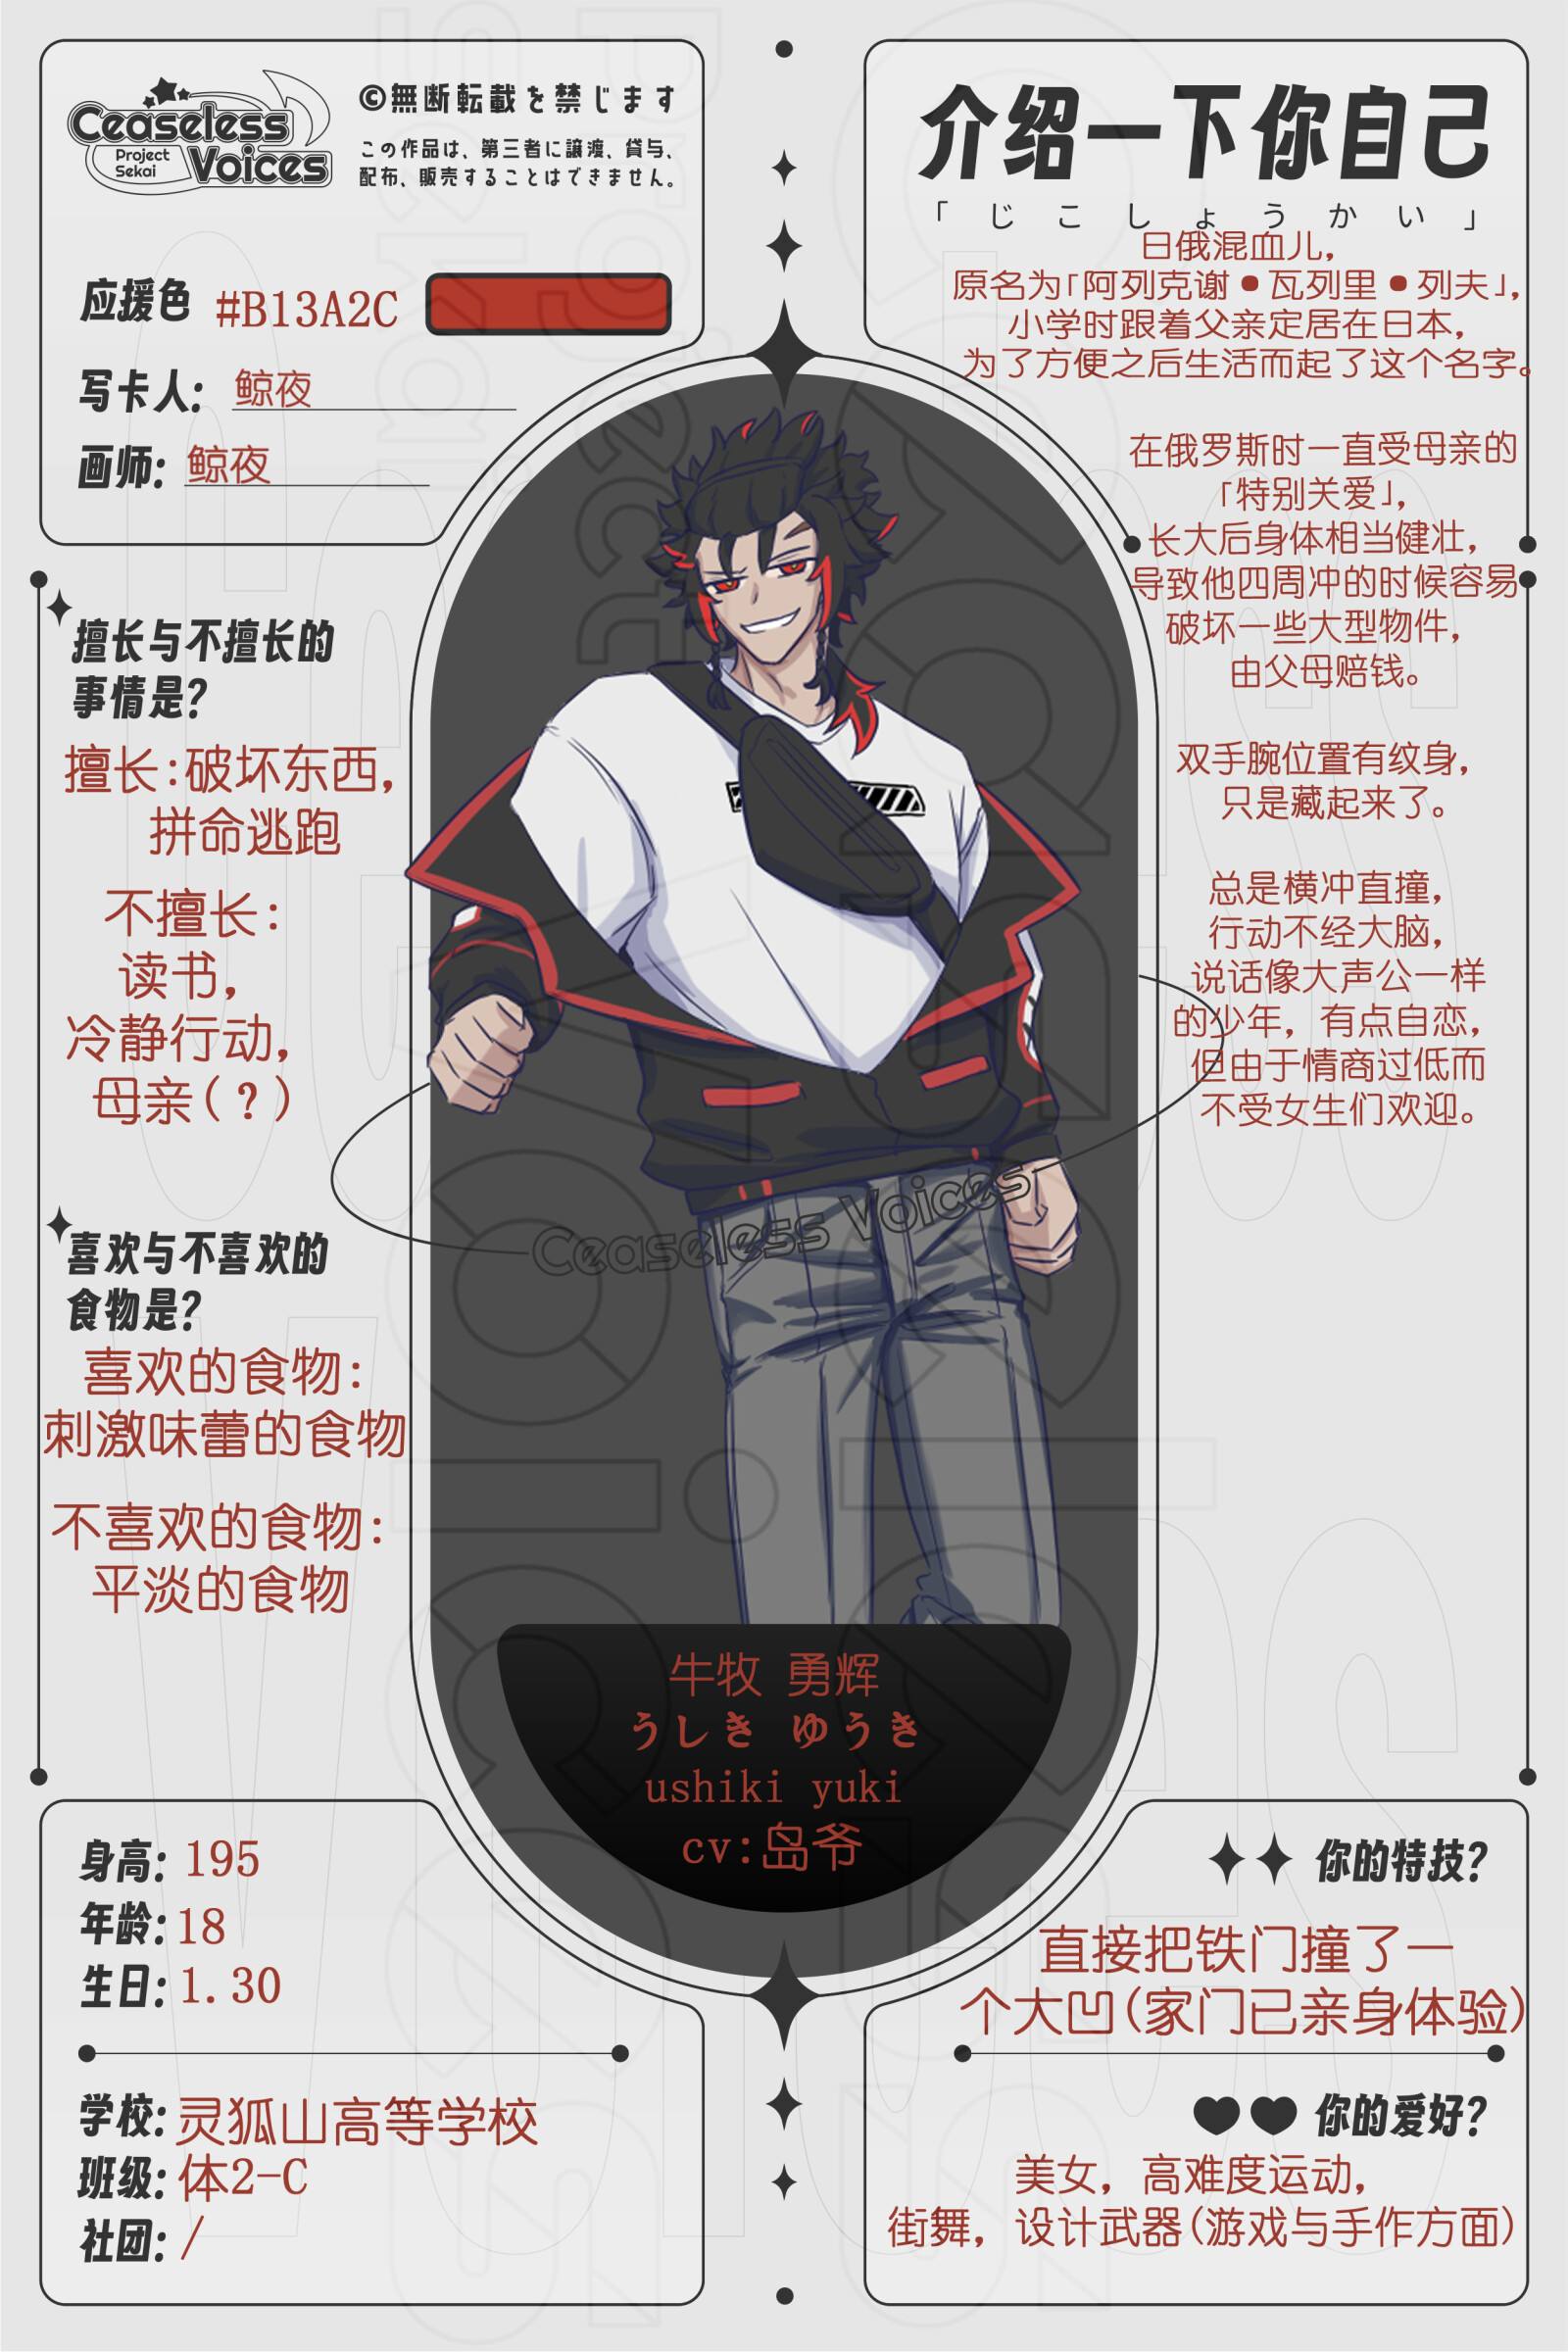 Ceaseless
Project
Sekai
Voices
©無断転載を禁じます
この作品は、第三者に譲渡、貸与、
配布、販売することはできません。
应援色 #B13A2C
写卡人: 鲸夜
画师: 鲸夜
介绍一下你自己
「じこしょうかい」
日俄混血儿，
原名为「阿列克谢•瓦列里•列夫」，
小学时跟着父亲定居在日本，
为了方便之后生活而起了这个名字。
在俄罗斯时一直受母亲的
「特别关爱」，
长大后身体相当健壮，
导致他四周冲的时候容易
破坏一些大型物件，
由父母赔钱。
双手腕位置有纹身，
只是藏起来了。
总是横冲直撞，
行动不经大脑，
说话像大声公一样
的少年，有点自恋，
但由于情商过低而
不受女生们欢迎。
擅长与不擅长的
事情是？
擅长:破坏东西，
拼命逃跑
不擅长:
读书，
冷静行动，
母亲(？)
喜欢与不喜欢的
食物是？
喜欢的食物:
刺激味蕾的食物
不喜欢的食物:
平淡的食物
Ceaseless Voices
牛牧 勇辉
うしき ゆうき
ushiki yuki
cv:岛爷
身高: 195
年龄: 18
生日: 1.30
学校: 灵狐山高等学校
班级: 体2-C
社团: /
你的特技？
直接把铁门撞了一
个大凹(家门已亲身体验)
你的爱好？
美女，高难度运动，
街舞，设计武器(游戏与手作方面)